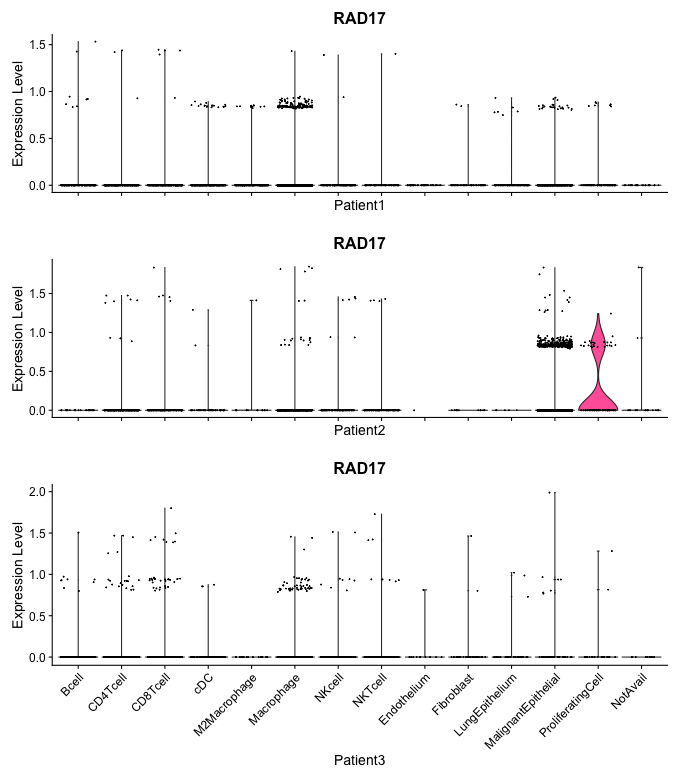 RAD17
Expression Level
1.5
1.0
0.5
0.0
Patient1
RAD17
Expression Level
1.5
1.0
0.5
0.0
Patient2
RAD17
Expression Level
2.0
1.5
1.0
0.5
0.0
Bcell
CD4Tcell
CD8Tcell
cDC
M2Macrophage
Macrophage
NKcell
NKTcell
Endothelium
Fibroblast
LungEpithelium
MalignantEpithelial
ProliferatingCell
NotAvail
Patient3